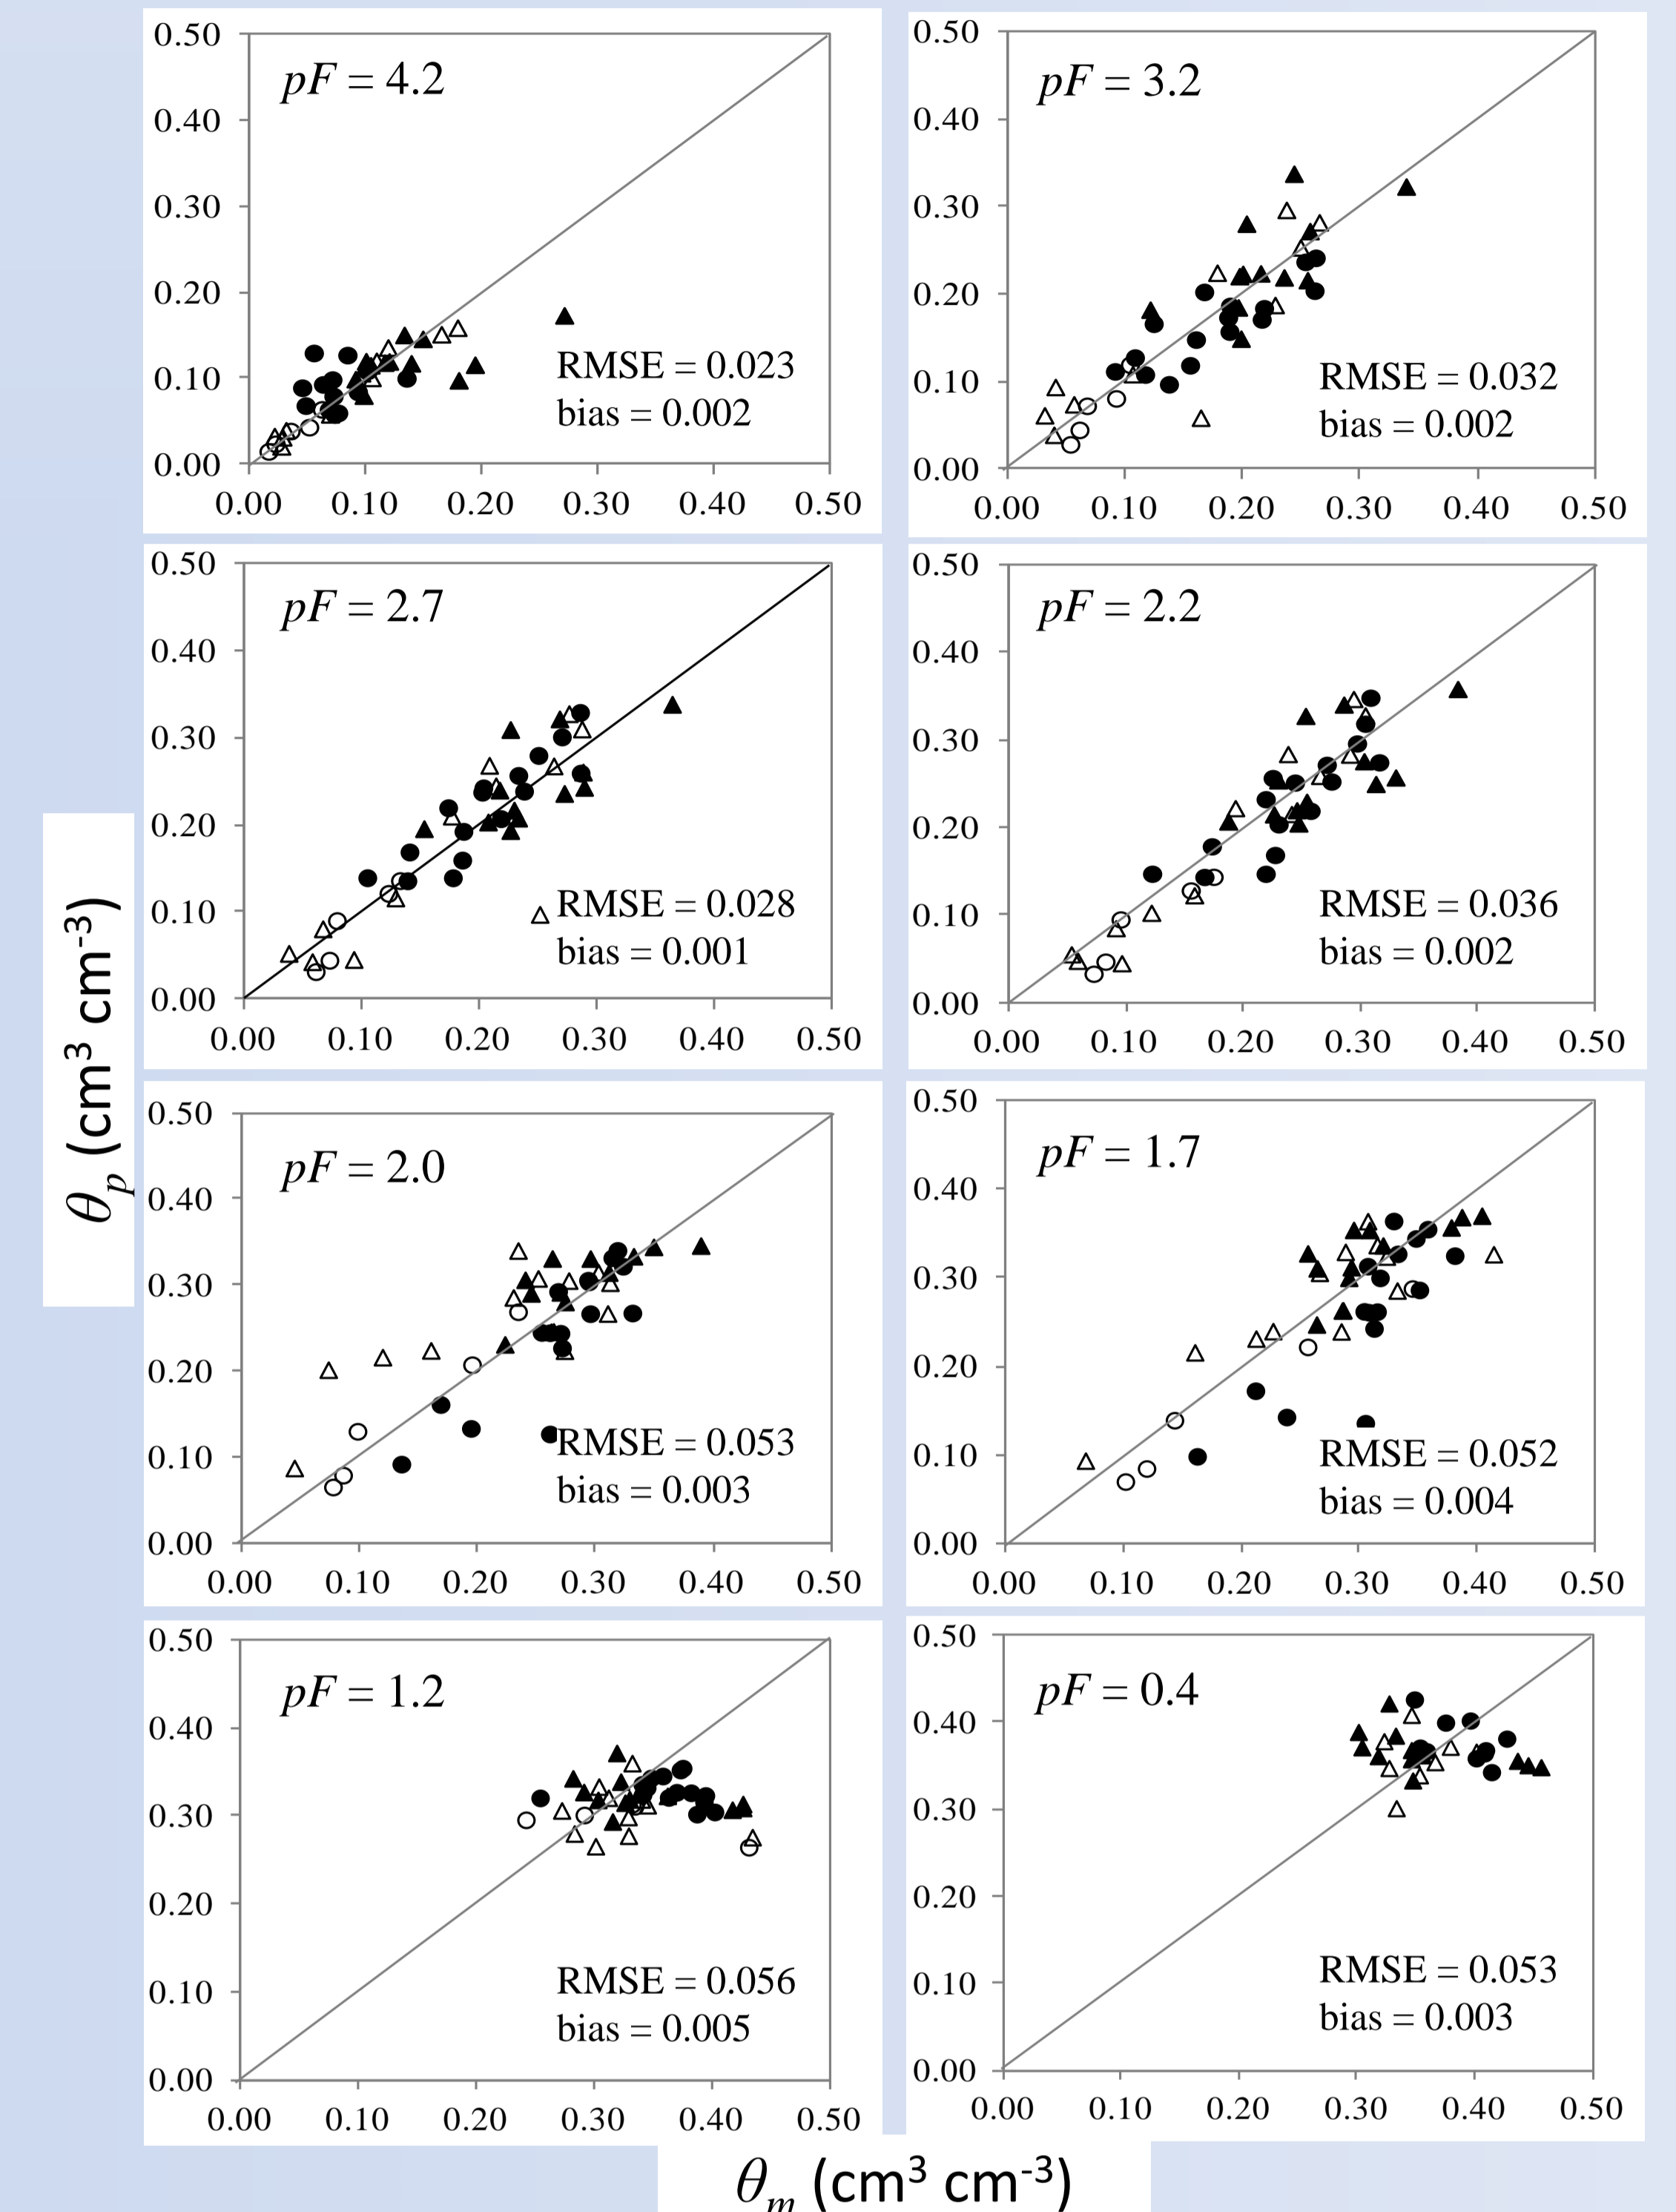 0.50
pF = 4.2
0.40
0.30
0.20
0.10
RMSE = 0.023
bias = 0.002
0.00
0.00 0.10 0.20 0.30 0.40 0.50
0.50
pF = 3.2
0.40
0.30
0.20
0.10
RMSE = 0.032
bias = 0.002
0.00
0.00 0.10 0.20 0.30 0.40 0.50
0.50
pF = 2.7
0.40
0.30
0.20
0.10
RMSE = 0.028
bias = 0.001
0.00
0.00 0.10 0.20 0.30 0.40 0.50
0.50
pF = 2.2
0.40
0.30
0.20
0.10
RMSE = 0.036
bias = 0.002
0.00
0.00 0.10 0.20 0.30 0.40 0.50
θp (cm³ cm⁻³)
0.50
pF = 2.0
0.40
0.30
0.20
0.10
RMSE = 0.053
bias = 0.003
0.00
0.00 0.10 0.20 0.30 0.40 0.50
0.50
pF = 1.7
0.40
0.30
0.20
0.10
RMSE = 0.052
bias = 0.004
0.00
0.00 0.10 0.20 0.30 0.40 0.50
0.50
pF = 1.2
0.40
0.30
0.20
0.10
RMSE = 0.056
bias = 0.005
0.00
0.00 0.10 0.20 0.30 0.40 0.50
0.50
pF = 0.4
0.40
0.30
0.20
0.10
RMSE = 0.053
bias = 0.003
0.00
0.00 0.10 0.20 0.30 0.40 0.50
θm (cm³ cm⁻³)